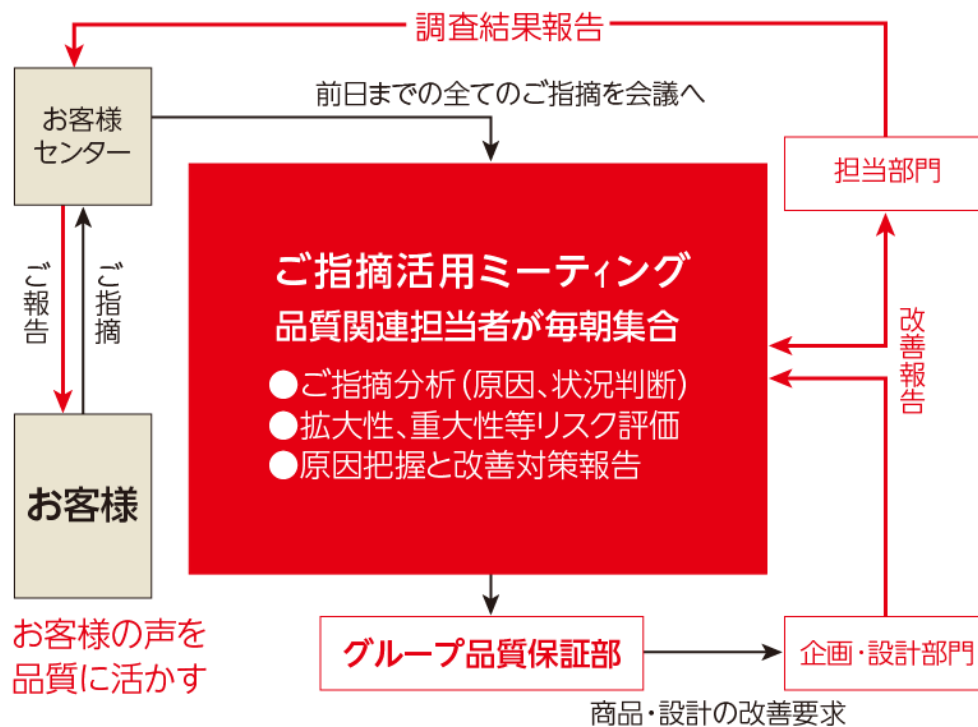 調査結果報告
お客様
センター
前日までの全てのご指摘を会議へ
担当部門
ご報告
ご指摘
ご指摘活用ミーティング
品質関連担当者が毎朝集合
●ご指摘分析(原因、状況判断)
●拡大性、重大性等リスク評価
●原因把握と改善対策報告
改善報告
お客様
お客様の声を
品質に活かす
グループ品質保証部
企画・設計部門
商品・設計の改善要求